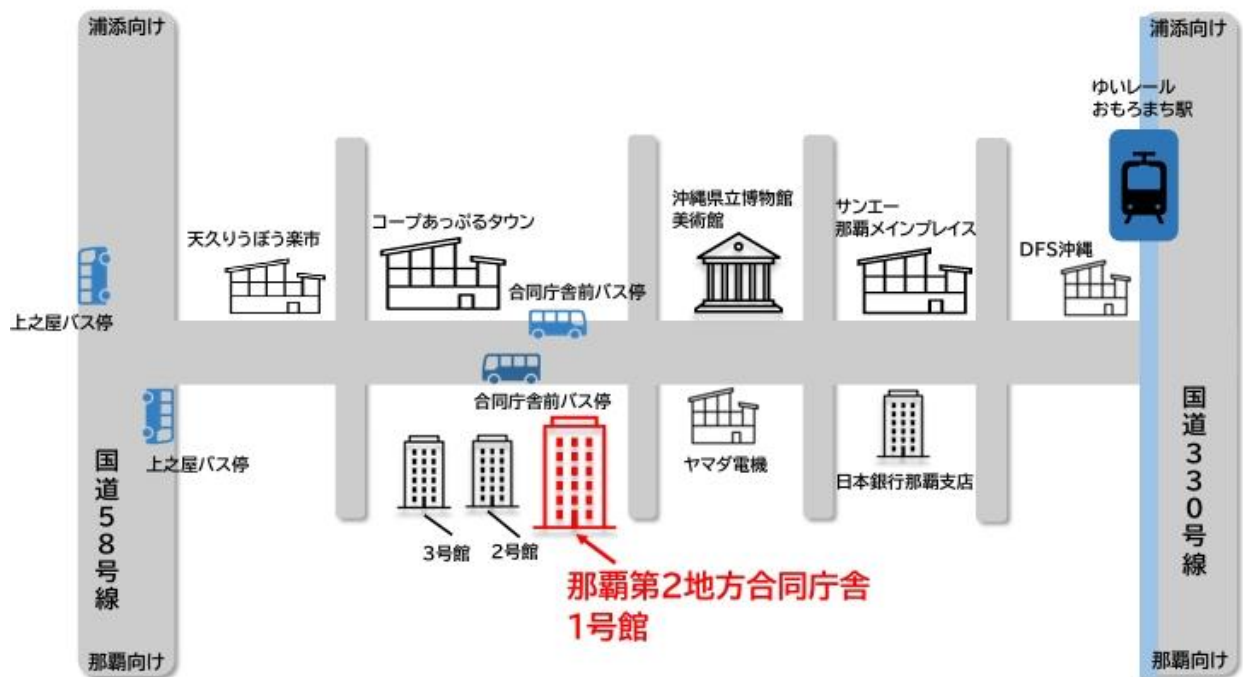 浦添向け
浦添向け
ゆいレール
おもろまち駅
沖縄県立博物館
美術館
サンエー
那覇メインプレイス
コープあっぷるタウン
天久りうぼう楽市
DFS沖縄
合同庁舎前バス停
上之屋バス停
合同庁舎前バス停
上之屋バス停
ヤマダ電機
日本銀行那覇支店
国道58号線
国道330号線
3号館
2号館
那覇第2地方合同庁舎
1号館
那覇向け
那覇向け